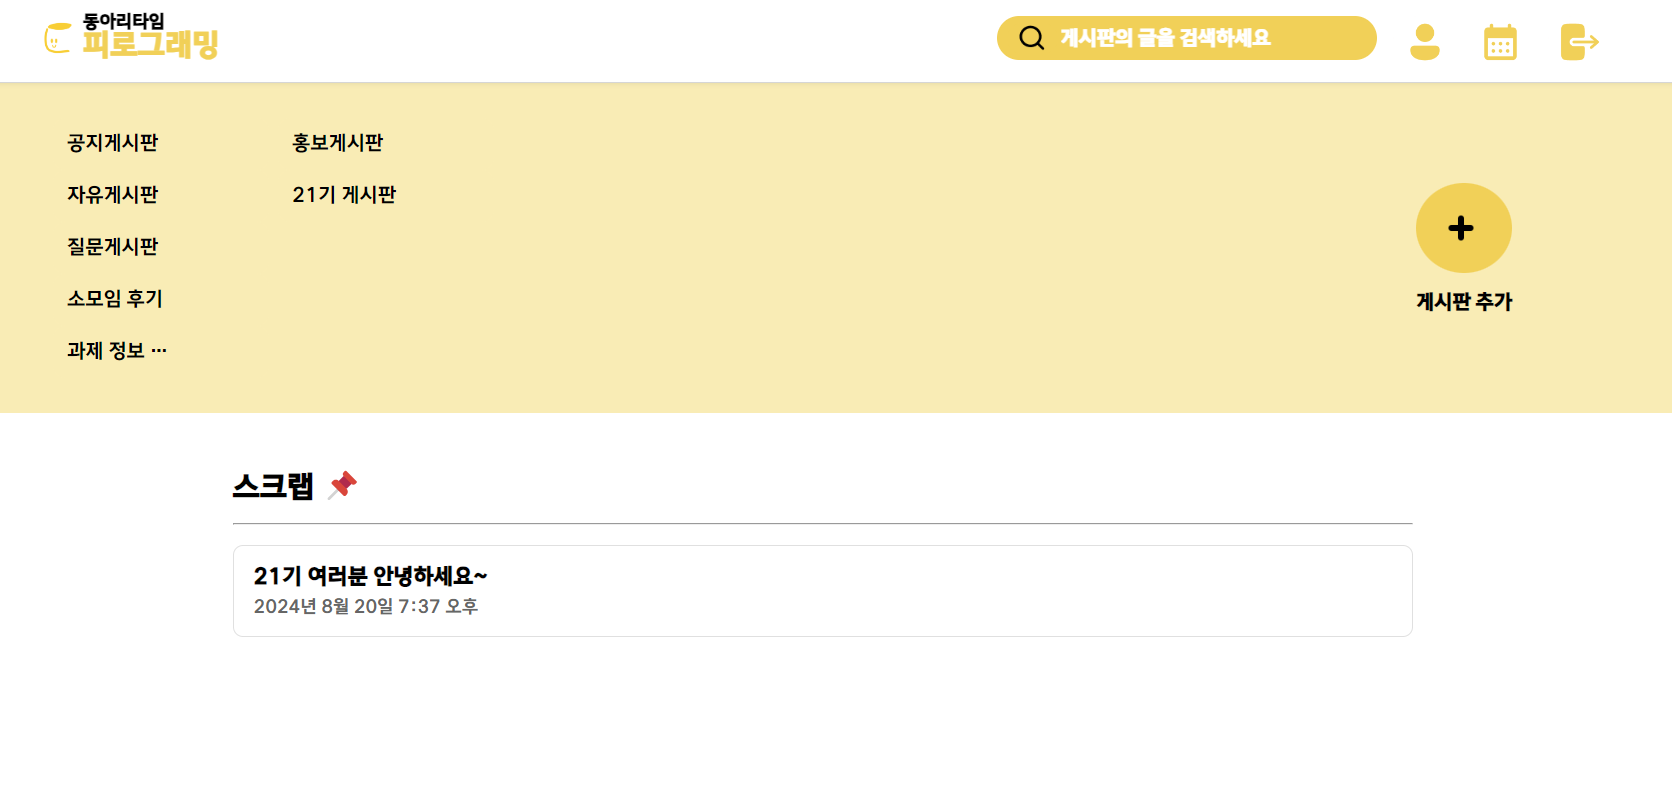 동아리타임
피로그래밍
게시판의 글을 검색하세요
공지게시판
자유게시판
질문게시판
소모임 후기
과제 정보 ···
홍보게시판
21기 게시판
게시판 추가
스크랩
21기 여러분 안녕하세요~
2024년 8월 20일 7:37 오후